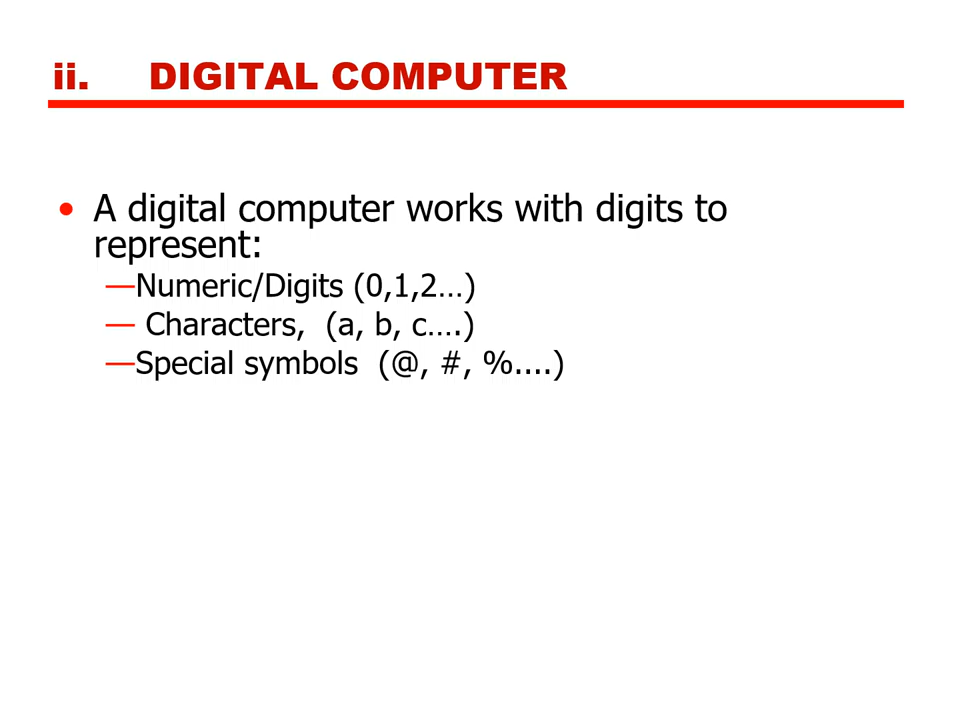 ii. DIGITAL COMPUTER
• A digital computer works with digits to
represent:
—Numeric/Digits (0,1,2…)
— Characters, (a, b, c….)
—Special symbols (@, #, %....)